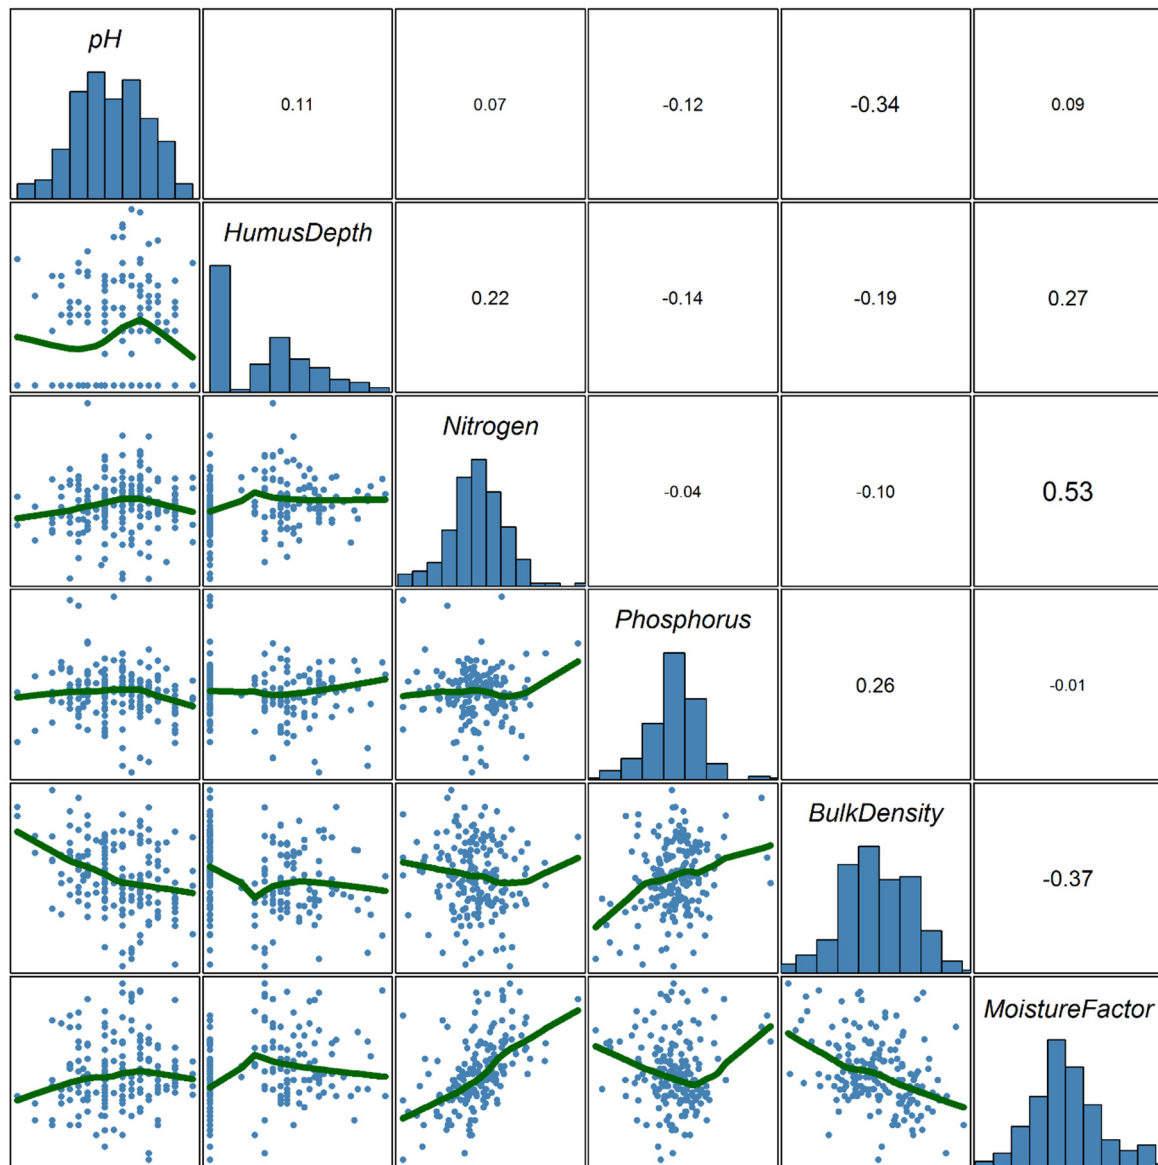 pH
0.11
0.07
-0.12
-0.34
0.09
HumusDepth
0.22
-0.14
-0.19
0.27
Nitrogen
-0.04
-0.10
0.53
Phosphorus
0.26
-0.01
BulkDensity
-0.37
MoistureFactor